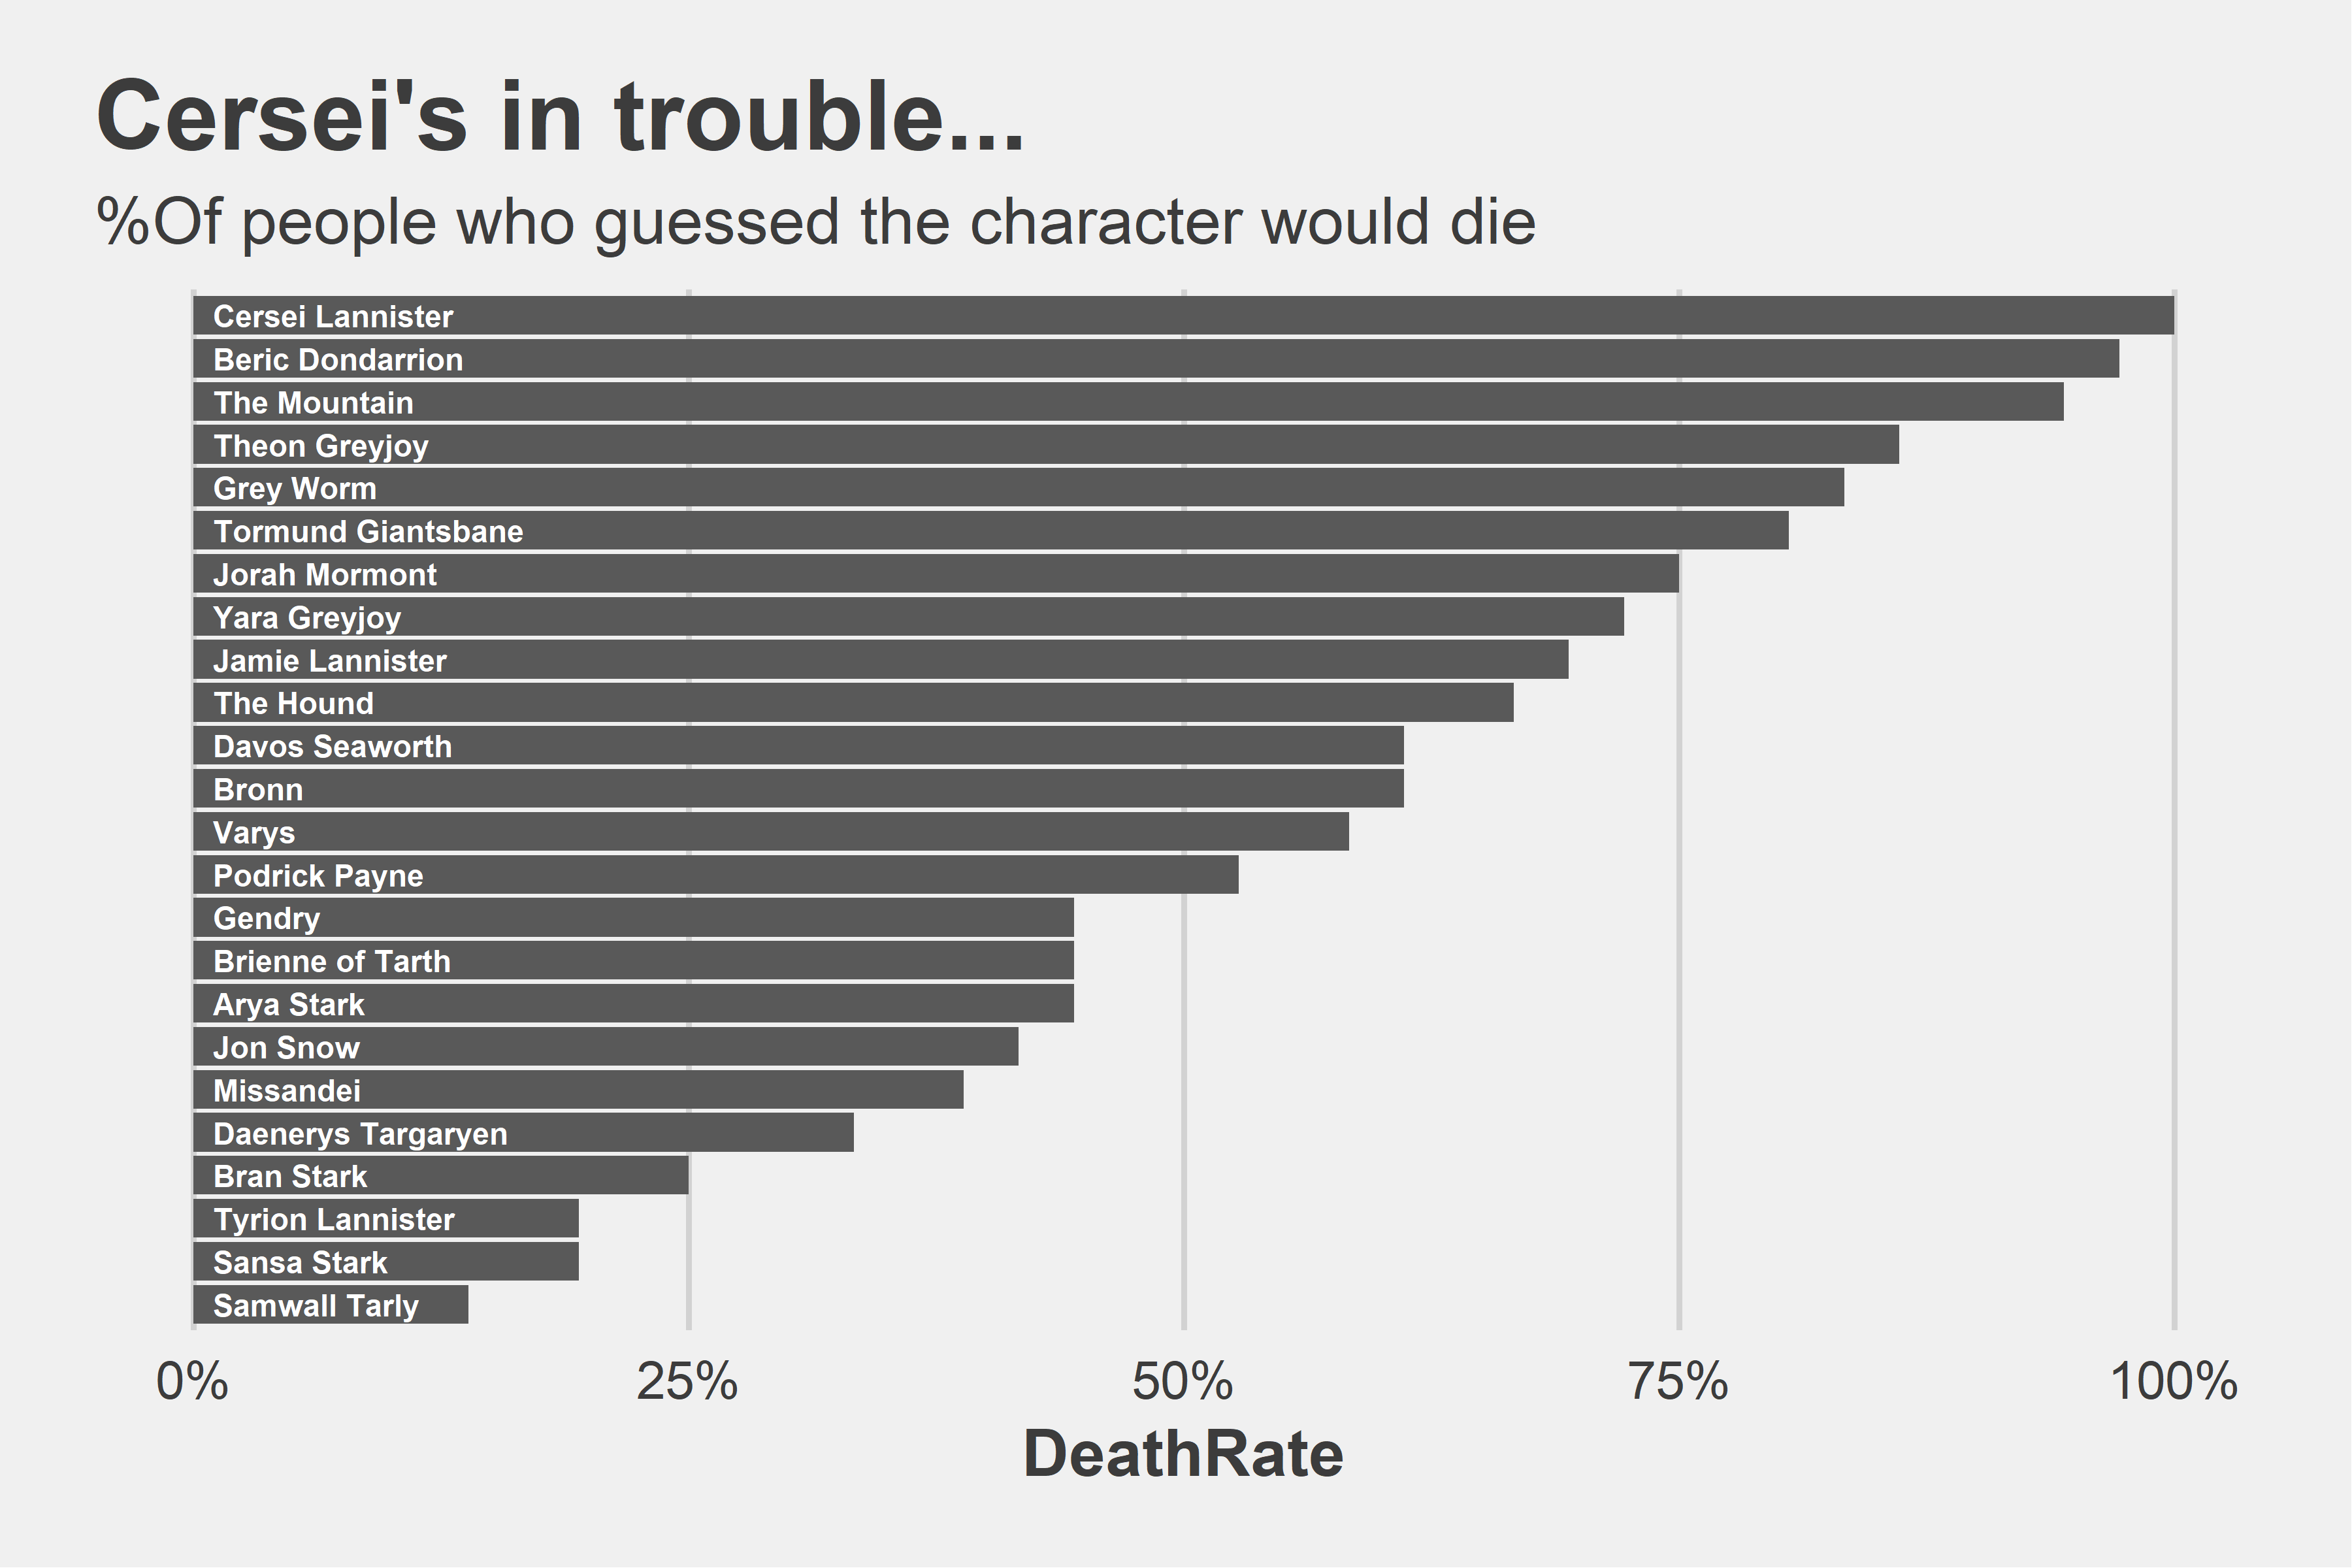 Cersei's in trouble...
%Of people who guessed the character would die
Cersei Lannister
Beric Dondarrion
The Mountain
Theon Greyjoy
Grey Worm
Tormund Giantsbane
Jorah Mormont
Yara Greyjoy
Jamie Lannister
The Hound
Davos Seaworth
Bronn
Varys
Podrick Payne
Gendry
Brienne of Tarth
Arya Stark
Jon Snow
Missandei
Daenerys Targaryen
Bran Stark
Tyrion Lannister
Sansa Stark
Samwall Tarly
0% 25% 50% 75% 100%
DeathRate